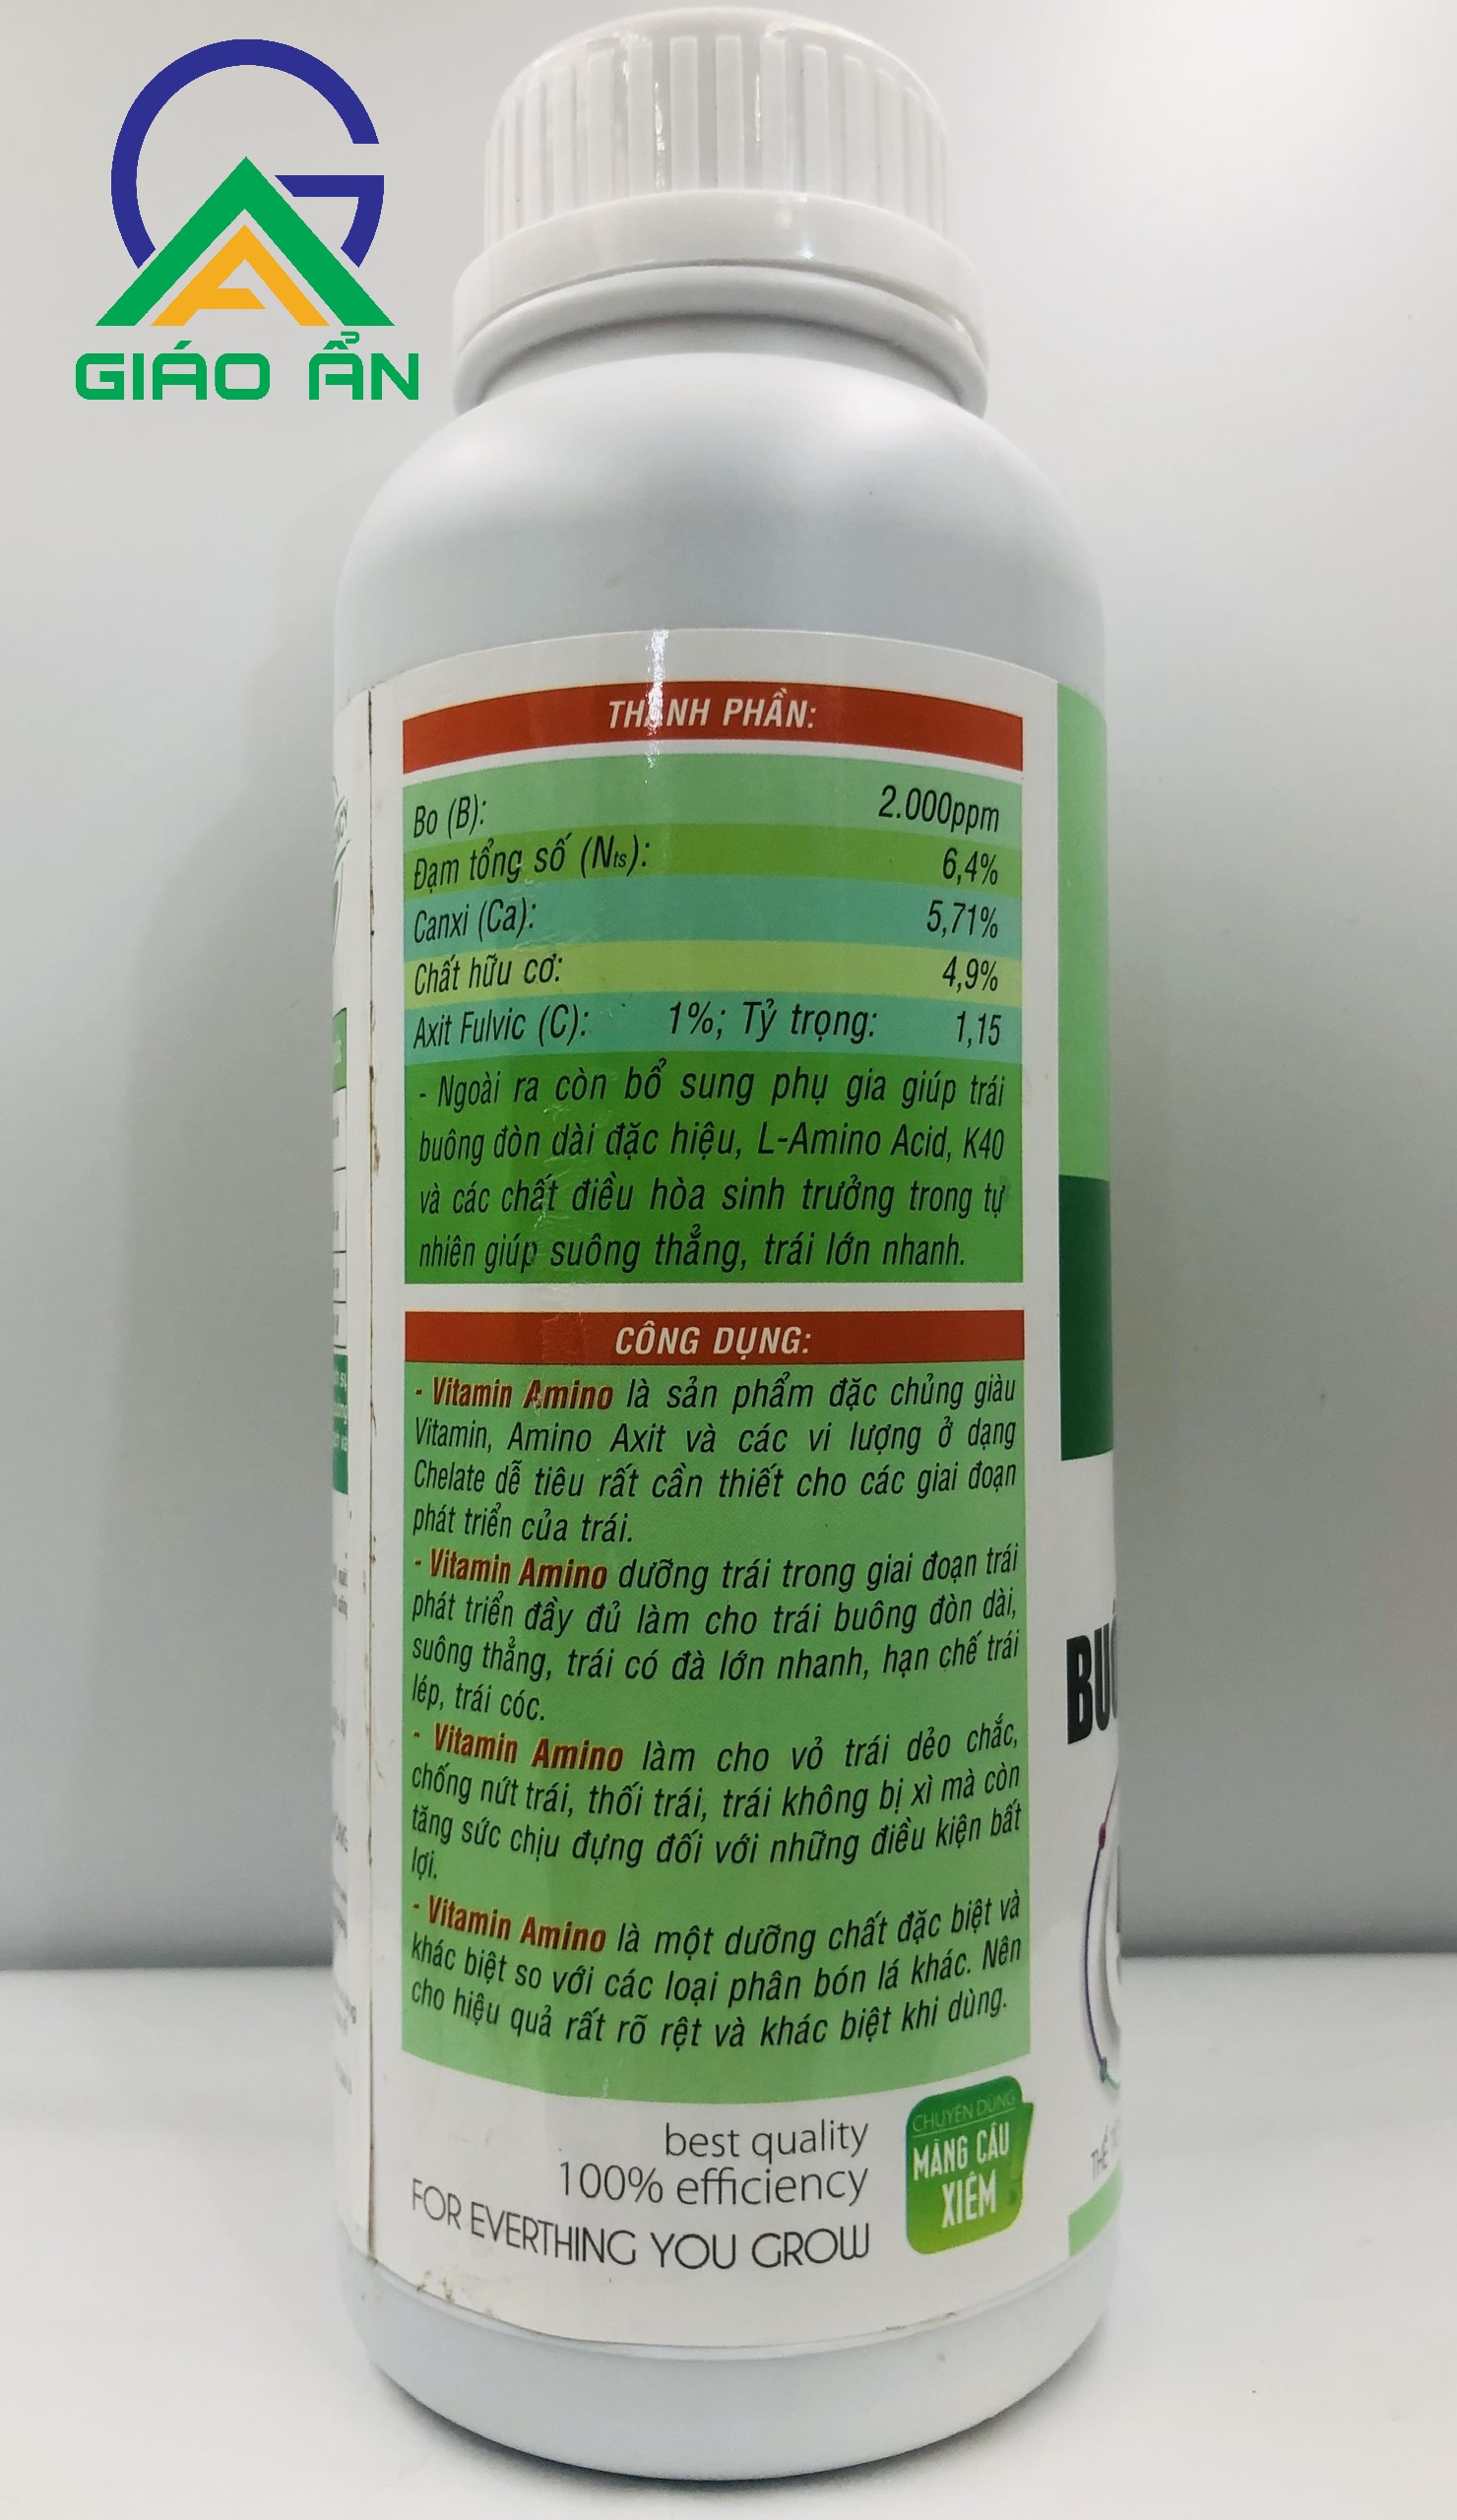 GIÁO ẨN
THÀNH PHẦN:
Bo (B): 2.000ppm
Đạm tổng số (Nts): 6,4%
Canxi (Ca): 5,71%
Chất hữu cơ: 4,9%
Axit Fulvic (C): 1%; Tỷ trọng: 1,15
- Ngoài ra còn bổ sung phụ gia giúp trái
buông đòn dài đặc hiệu, L-Amino Acid, K40
và các chất điều hòa sinh trưởng trong tự
nhiên giúp suông thẳng, trái lớn nhanh.
CÔNG DỤNG:
- Vitamin Amino là sản phẩm đặc chủng giàu
Vitamin, Amino Axit và các vi lượng ở dạng
Chelate dễ tiêu rất cần thiết cho các giai đoạn
phát triển của trái.
- Vitamin Amino dưỡng trái trong giai đoạn trái
phát triển đầy đủ làm cho trái buông đòn dài,
suông thẳng, trái có đà lớn nhanh, hạn chế trái
lép, trái cóc.
- Vitamin Amino làm cho vỏ trái dẻo chắc,
chống nứt trái, thối trái, trái không bị xì mà còn
tăng sức chịu đựng đối với những điều kiện bất
lợi.
- Vitamin Amino là một dưỡng chất đặc biệt và
khác biệt so với các loại phân bón lá khác. Nên
cho hiệu quả rất rõ rệt và khác biệt khi dùng.
best quality
100% efficiency
FOR EVERTHING YOU GROW
CHUYÊN DÙNG
MÃNG CẦU
XIÊM